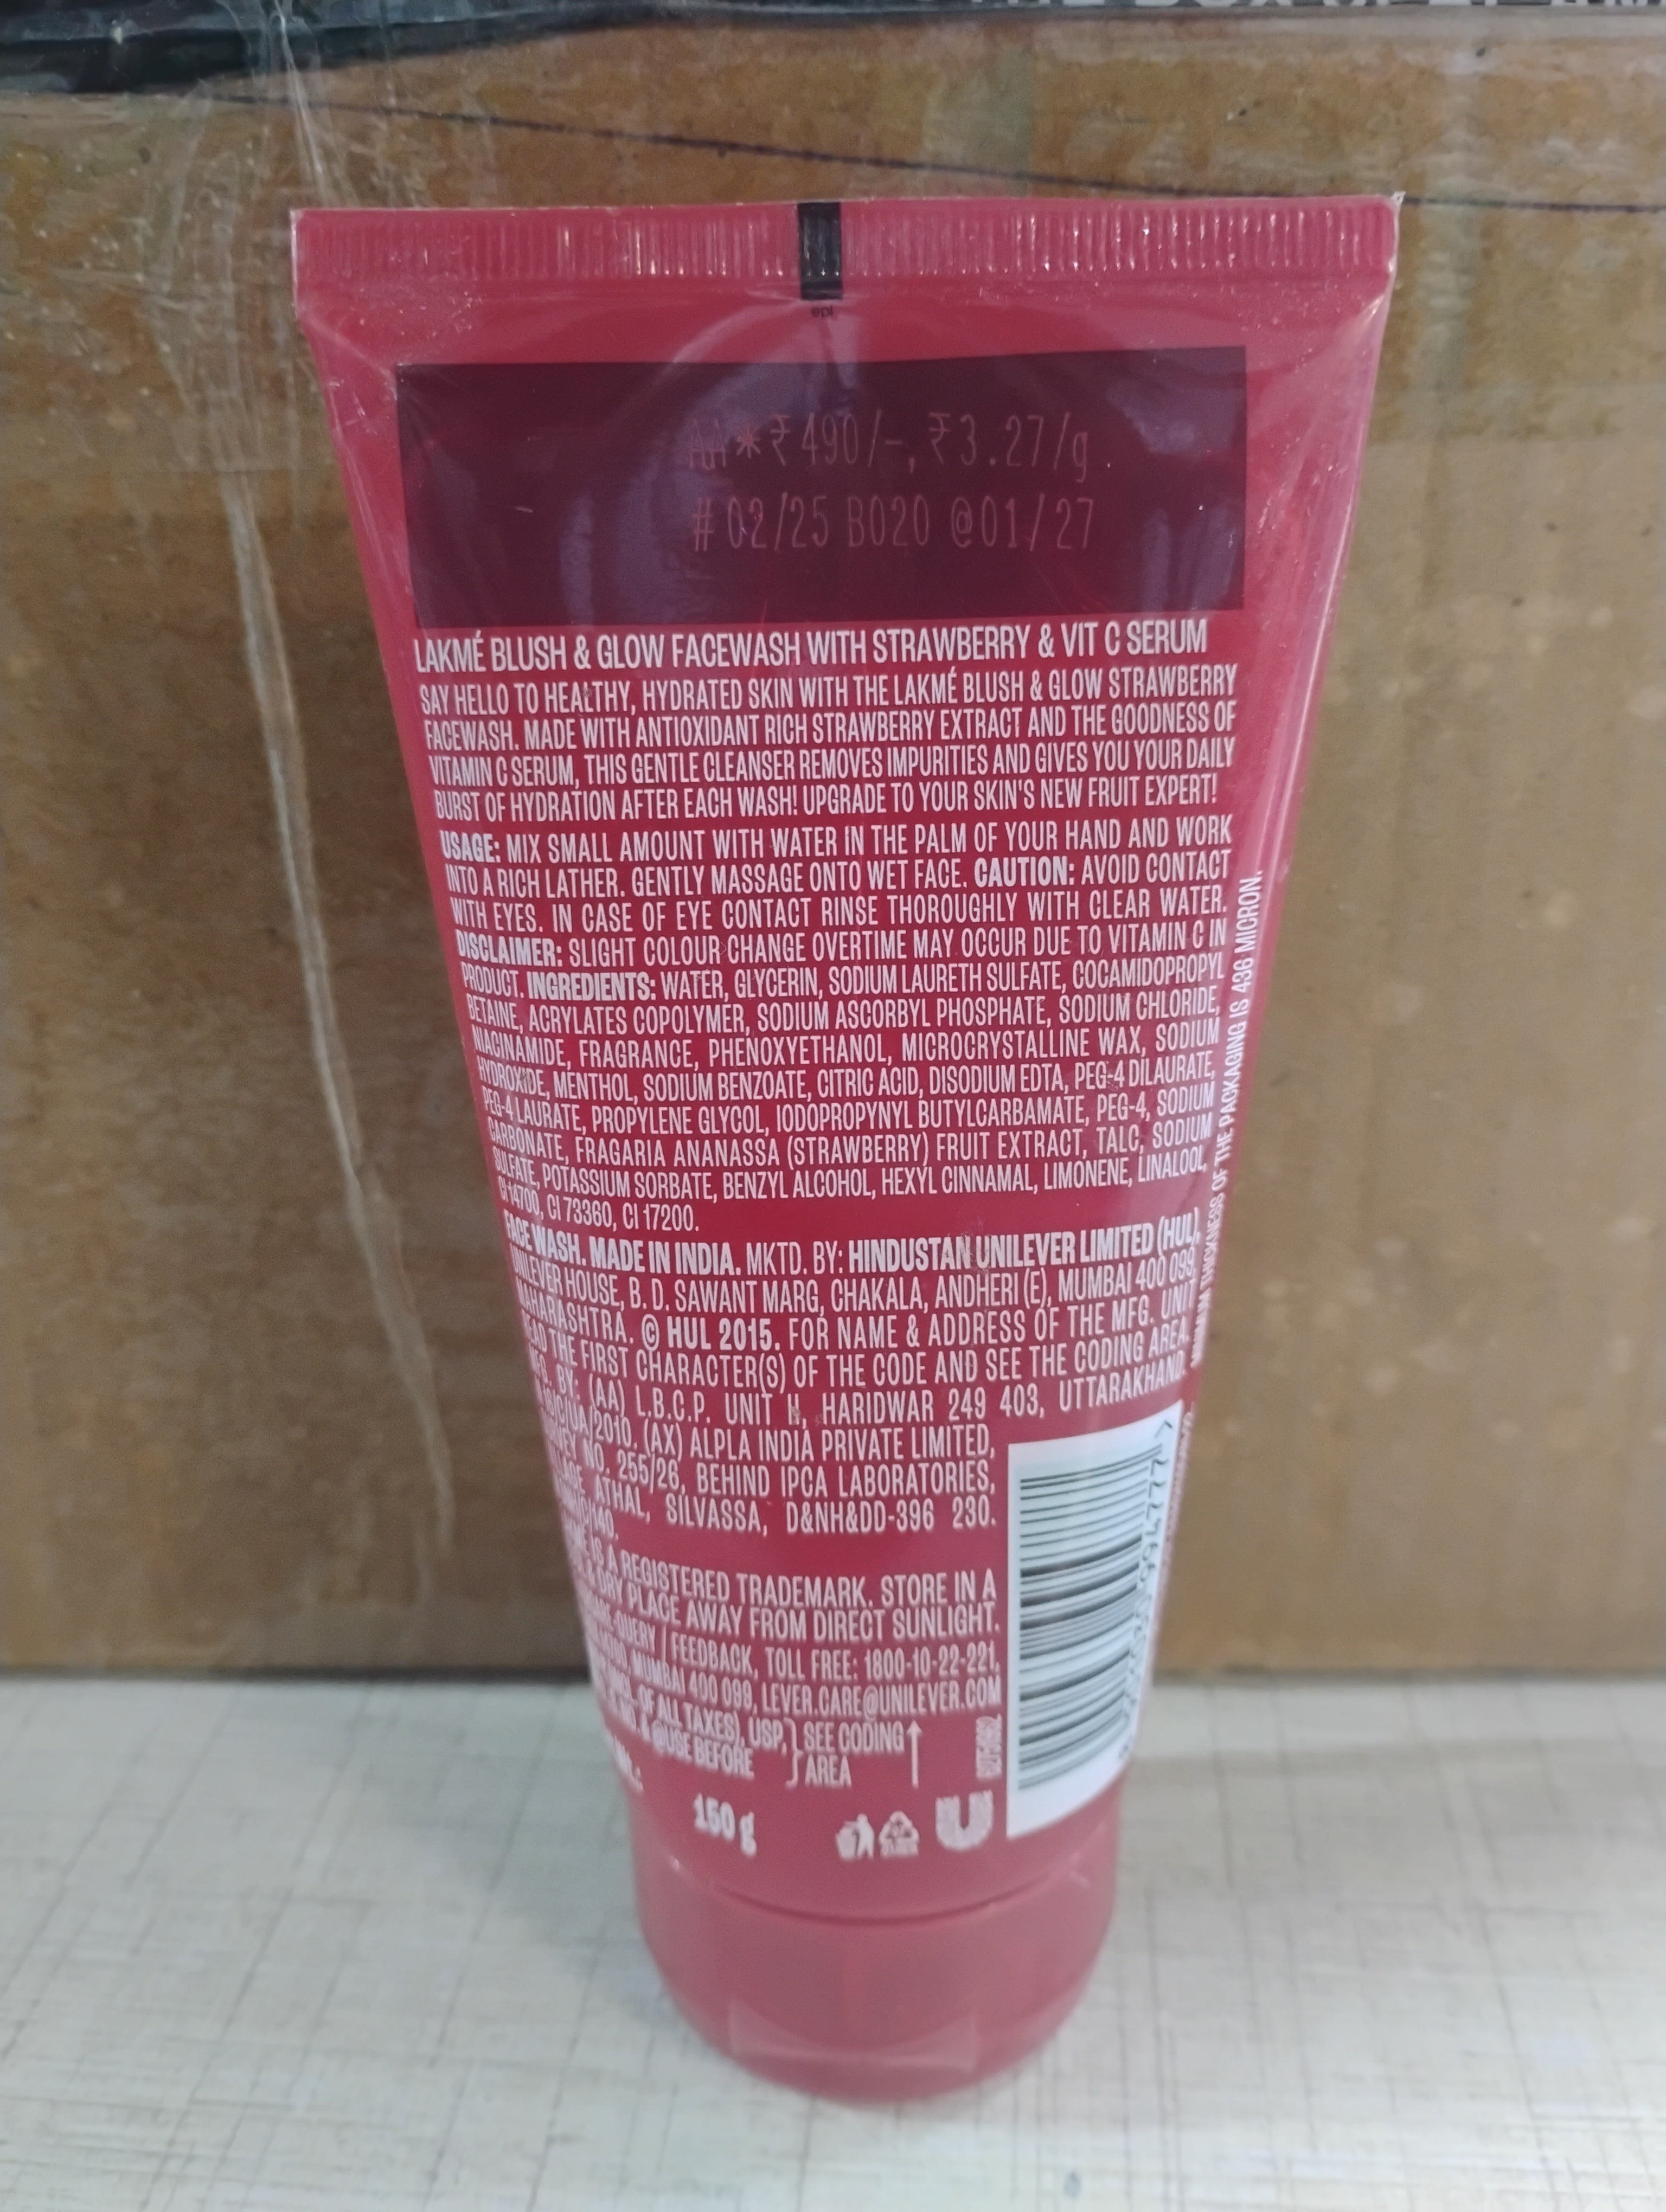 epl
AA*₹490/-, ₹3.27/g
# 02/25 B020 @01/27
LAKMÉ BLUSH & GLOW FACEWASH WITH STRAWBERRY & VIT C SERUM
SAY HELLO TO HEALTHY, HYDRATED SKIN WITH THE LAKMÉ BLUSH & GLOW STRAWBERRY
FACEWASH. MADE WITH ANTIOXIDANT RICH STRAWBERRY EXTRACT AND THE GOODNESS OF
VITAMIN C SERUM, THIS GENTLE CLEANSER REMOVES IMPURITIES AND GIVES YOU YOUR DAILY
BURST OF HYDRATION AFTER EACH WASH! UPGRADE TO YOUR SKIN'S NEW FRUIT EXPERT!
USAGE: MIX SMALL AMOUNT WITH WATER IN THE PALM OF YOUR HAND AND WORK
INTO A RICH LATHER. GENTLY MASSAGE ONTO WET FACE. CAUTION: AVOID CONTACT
WITH EYES. IN CASE OF EYE CONTACT RINSE THOROUGHLY WITH CLEAR WATER.
DISCLAIMER: SLIGHT COLOUR CHANGE OVERTIME MAY OCCUR DUE TO VITAMIN C IN
PRODUCT. INGREDIENTS: WATER, GLYCERIN, SODIUM LAURETH SULFATE, COCAMIDOPROPYL
BETAINE, ACRYLATES COPOLYMER, SODIUM ASCORBYL PHOSPHATE, SODIUM CHLORIDE,
NIACINAMIDE, FRAGRANCE, PHENOXYETHANOL, MICROCRYSTALLINE WAX, SODIUM
HYDROXIDE, MENTHOL, SODIUM BENZOATE, CITRIC ACID, DISODIUM EDTA, PEG-4 DILAURATE,
PEG-4 LAURATE, PROPYLENE GLYCOL, IODOPROPYNYL BUTYLCARBAMATE, PEG-4, SODIUM
CARBONATE, FRAGARIA ANANASSA (STRAWBERRY) FRUIT EXTRACT, TALC, SODIUM
SULFATE, POTASSIUM SORBATE, BENZYL ALCOHOL, HEXYL CINNAMAL, LIMONENE, LINALOOL,
CI 14700, CI 73360, CI 17200.
FACE WASH. MADE IN INDIA. MKTD. BY: HINDUSTAN UNILEVER LIMITED (HUL),
UNILEVER HOUSE, B. D. SAWANT MARG, CHAKALA, ANDHERI (E), MUMBAI 400 099,
MAHARASHTRA. © HUL 2015. FOR NAME & ADDRESS OF THE MFG. UNIT
READ THE FIRST CHARACTER(S) OF THE CODE AND SEE THE CODING AREA.
BY: (AA) L.B.C.P. UNIT II, HARIDWAR 249 403, UTTARAKHAND.
(AX) ALPLA INDIA PRIVATE LIMITED,
NO. 255/26, BEHIND IPCA LABORATORIES,
ATHAL, SILVASSA, D&NH&DD-396 230.
IS A REGISTERED TRADEMARK. STORE IN A
DRY PLACE AWAY FROM DIRECT SUNLIGHT.
QUERY / FEEDBACK, TOLL FREE: 1800-10-22-221,
MUMBAI 400 099, LEVER.CARE@UNILEVER.COM
OF ALL TAXES), USP, SEE CODING
@USE BEFORE AREA
150 g
U
THICKNESS OF THE PACKAGING IS 436 MICRON.